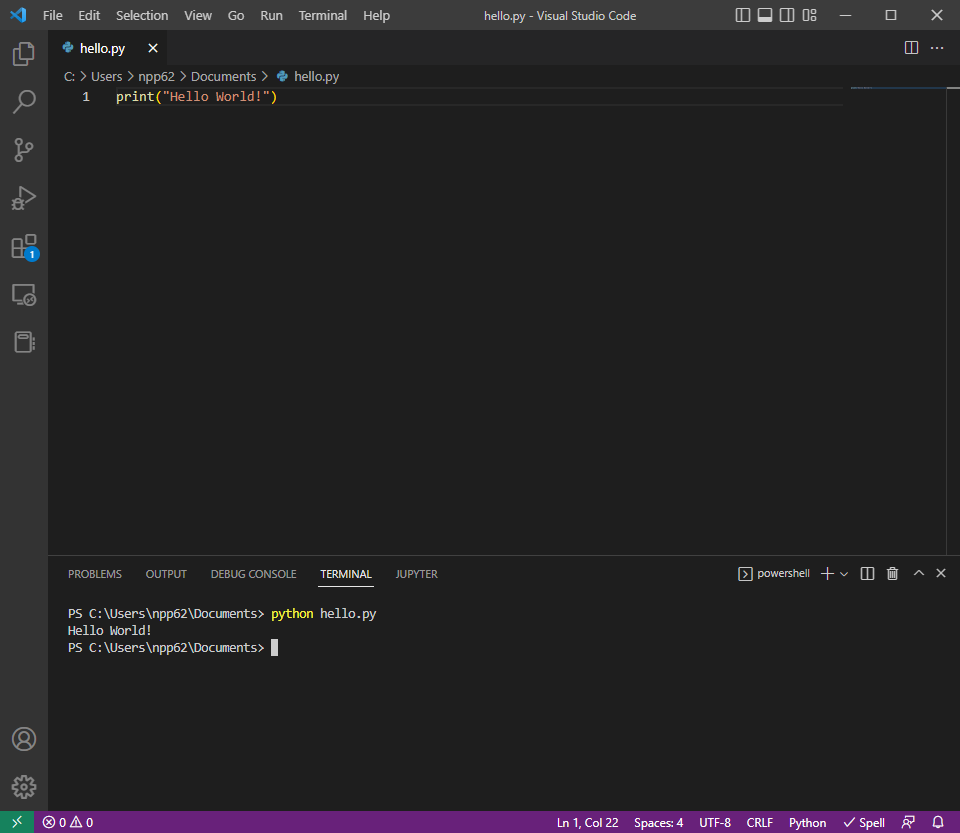 File Edit Selection View Go Run Terminal Help hello.py - Visual Studio Code
hello.py
C: > Users > npp62 > Documents > hello.py
1 print("Hello World!")
1
PROBLEMS OUTPUT DEBUG CONSOLE TERMINAL JUPYTER powershell
PS C:\Users\npp62\Documents> python hello.py
Hello World!
PS C:\Users\npp62\Documents>
0 0 Ln 1, Col 22 Spaces: 4 UTF-8 CRLF Python Spell